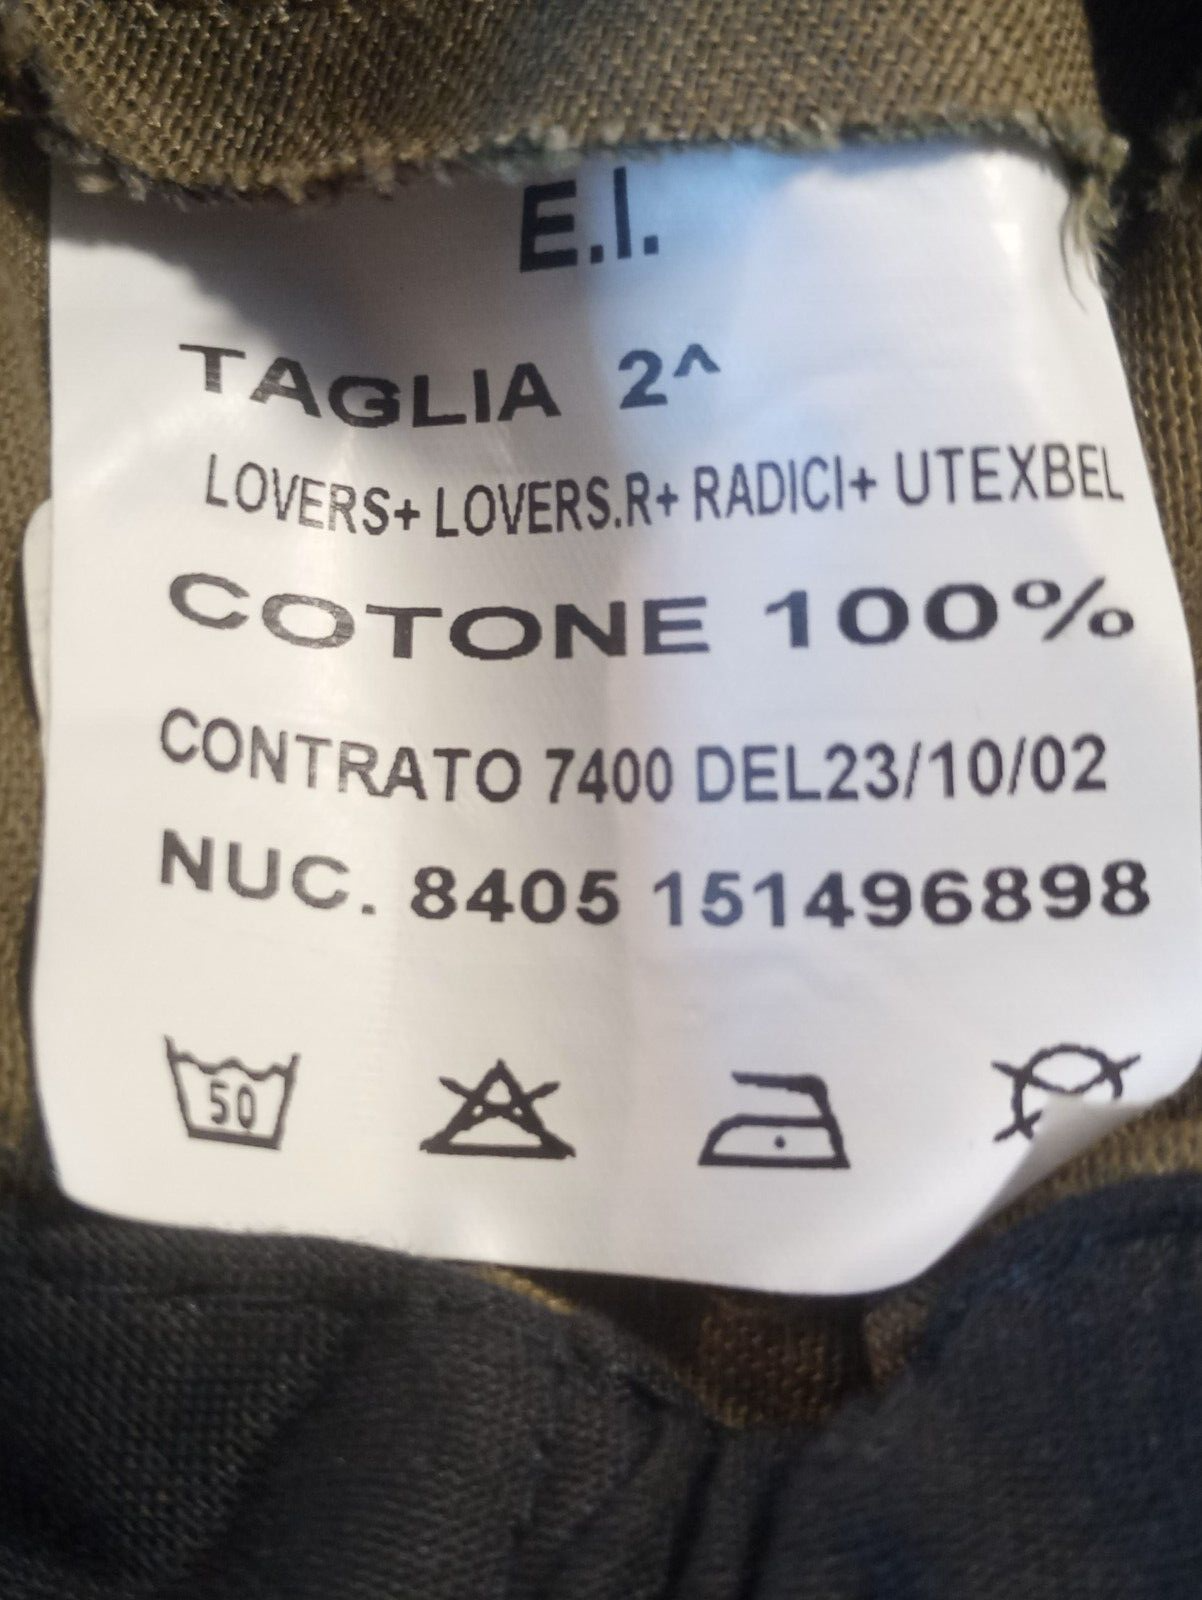 E.I.
TAGLIA 2^
LOVERS+ LOVERS.R+ RADICI+ UTEXBEL
COTONE 100%
CONTRATO 7400 DEL23/10/02
NUC. 8405 151496898
50